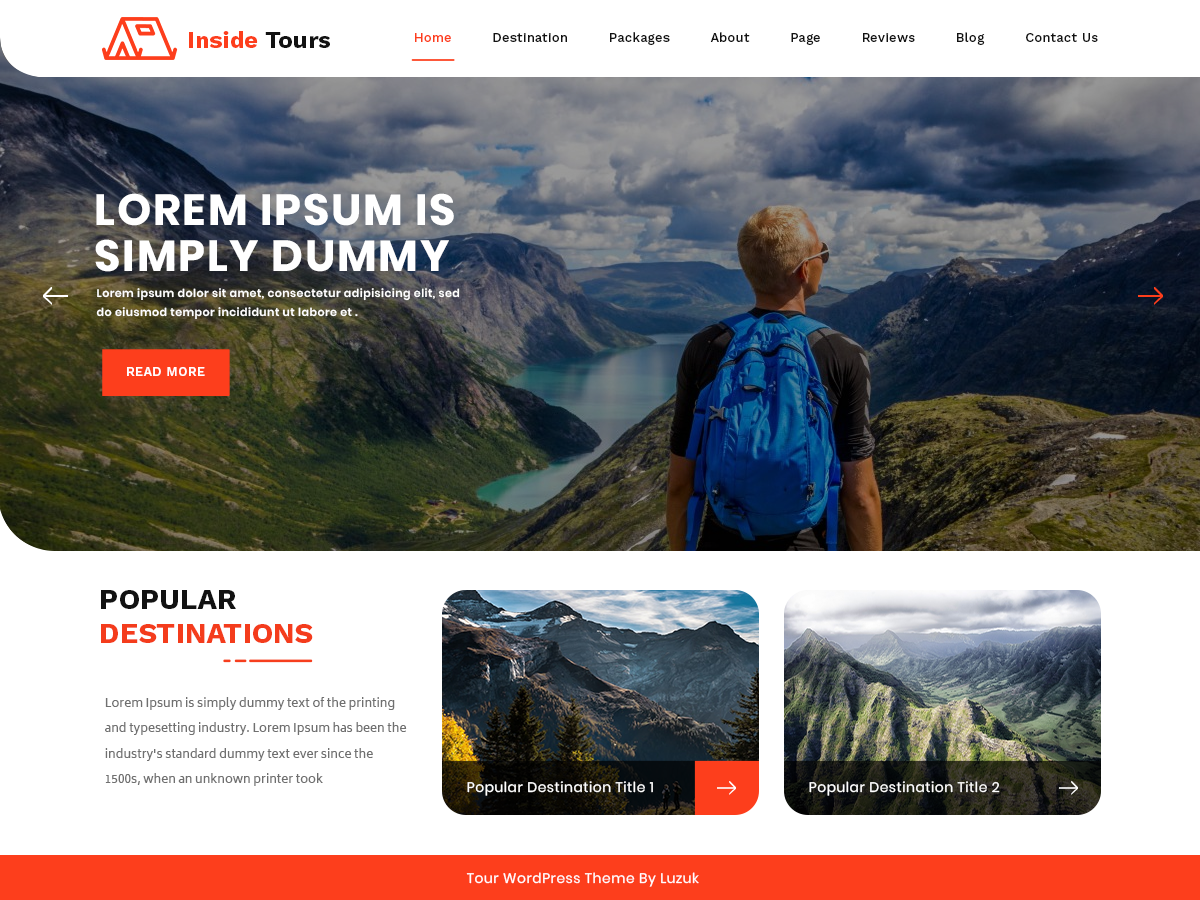 Inside Tours
Home Destination Packages About Page Reviews Blog Contact Us
LOREM IPSUM IS
SIMPLY DUMMY
Lorem ipsum dolor sit amet, consectetur adipisicing elit, sed
do eiusmod tempor incididunt ut labore et .
READ MORE
POPULAR
DESTINATIONS
Lorem Ipsum is simply dummy text of the printing
and typesetting industry. Lorem Ipsum has been the
industry's standard dummy text ever since the
1500s, when an unknown printer took
Popular Destination Title 1
Popular Destination Title 2
Tour WordPress Theme By Luzuk